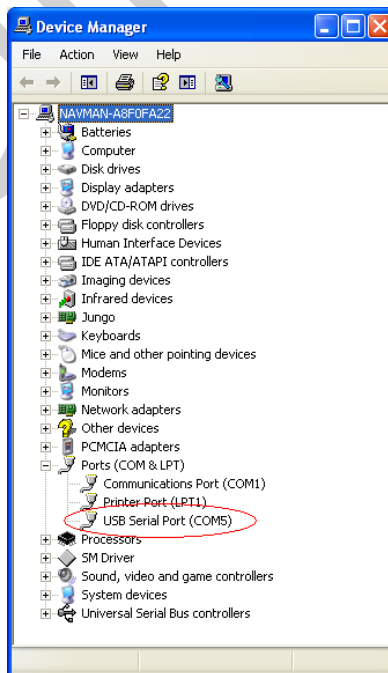 Device Manager
File Action View Help
NAVMAN-A8F0FA22
Batteries
Computer
Disk drives
Display adapters
DVD/CD-ROM drives
Floppy disk controllers
Human Interface Devices
IDE ATA/ATAPI controllers
Imaging devices
Infrared devices
Jungo
Keyboards
Mice and other pointing devices
Modems
Monitors
Network adapters
Other devices
PCMCIA adapters
Ports (COM & LPT)
Communications Port (COM1)
Printer Port (LPT1)
USB Serial Port (COM5)
Processors
SM Driver
Sound, video and game controllers
System devices
Universal Serial Bus controllers